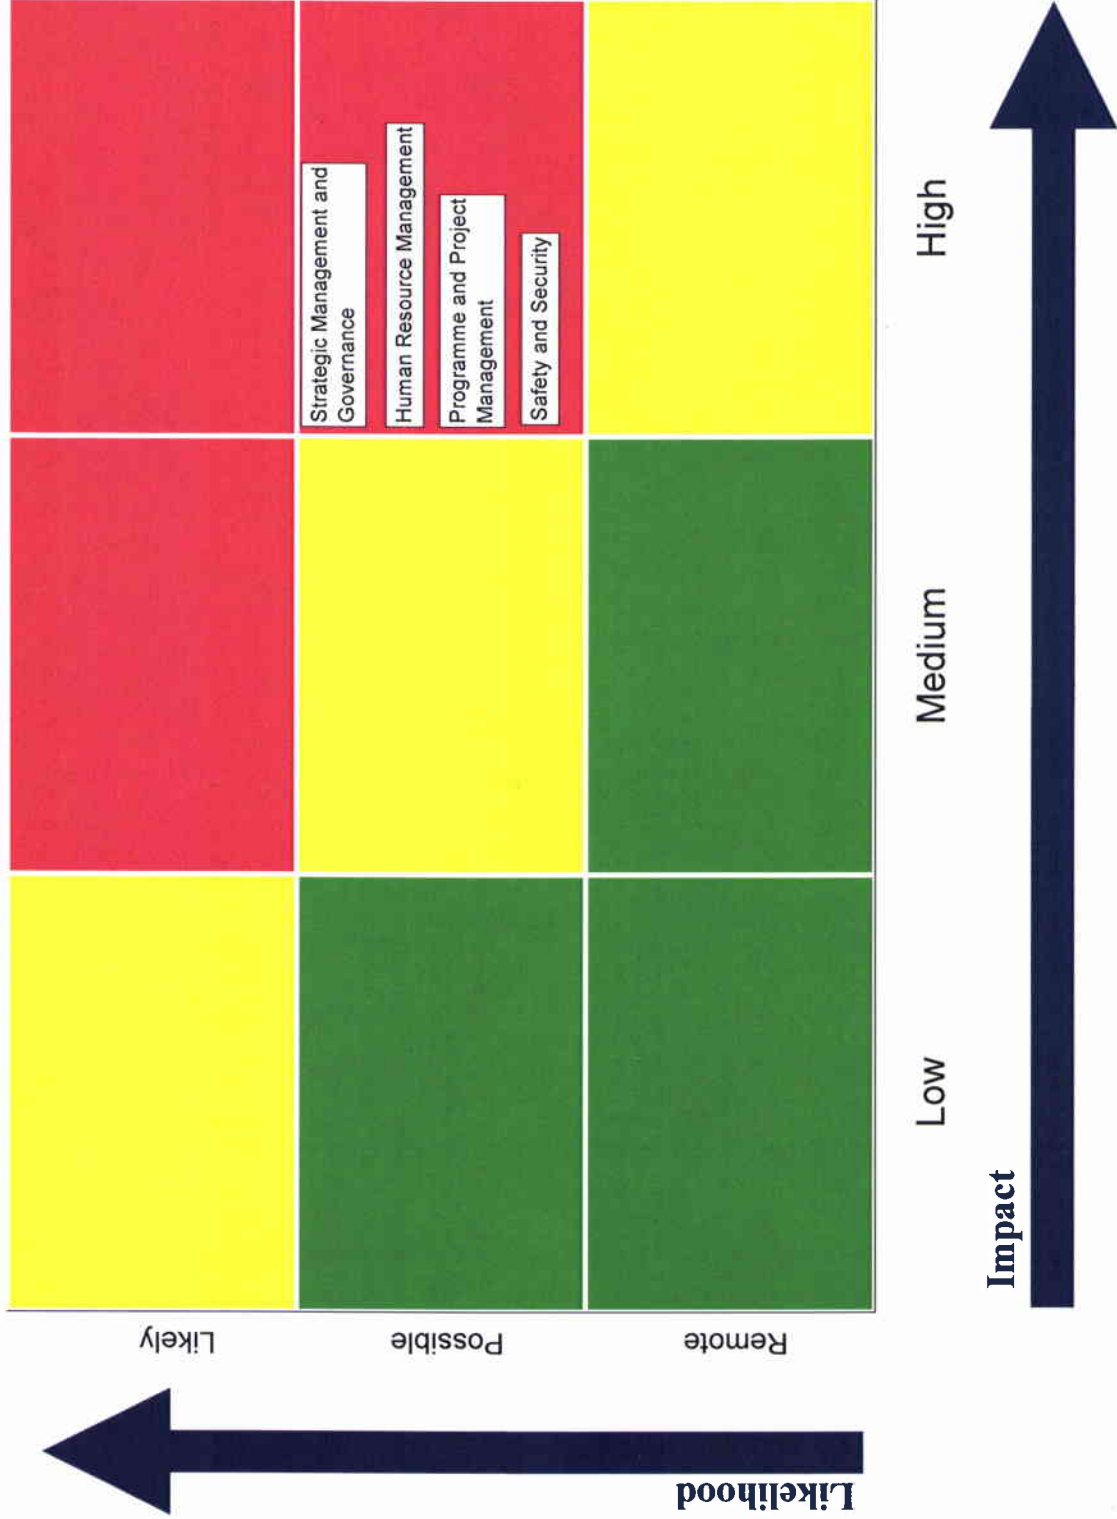 Likelihood
Likely
Possible
Remote
Strategic Management and
Governance
Human Resource Management
Programme and Project
Management
Safety and Security
Low
Medium
High
Impact